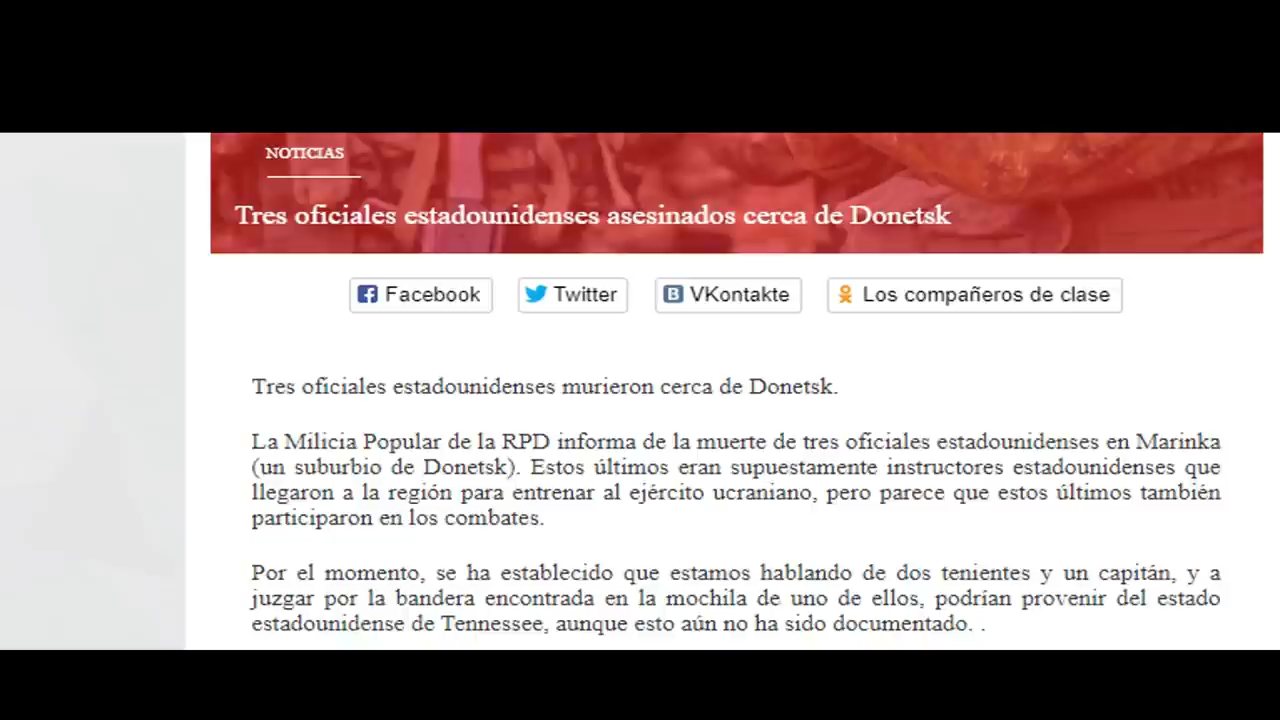 NOTICIAS
Tres oficiales estadounidenses asesinados cerca de Donetsk
Facebook
Twitter
VKontakte
Los compañeros de clase
Tres oficiales estadounidenses murieron cerca de Donetsk.
La Milicia Popular de la RPD informa de la muerte de tres oficiales estadounidenses en Marinka
(un suburbio de Donetsk). Estos últimos eran supuestamente instructores estadounidenses que
llegaron a la región para entrenar al ejército ucraniano, pero parece que estos últimos también
participaron en los combates.
Por el momento, se ha establecido que estamos hablando de dos tenientes y un capitán, y a
juzgar por la bandera encontrada en la mochila de uno de ellos, podrían provenir del estado
estadounidense de Tennessee, aunque esto aún no ha sido documentado. .